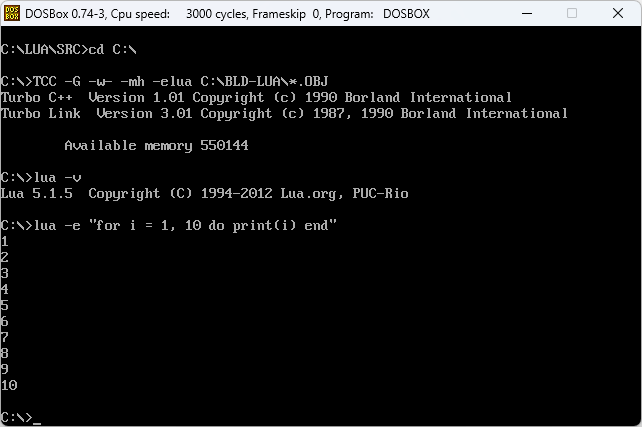 DOS BOX
DOSBox 0.74-3, Cpu speed:    3000 cycles, Frameskip  0, Program:   DOSBOX
C:\LUA\SRC>cd C:\
C:\>TCC -G -w- -mh -elua C:\BLD-LUA\*.OBJ
Turbo C++  Version 1.01 Copyright (c) 1990 Borland International
Turbo Link  Version 3.01 Copyright (c) 1987, 1990 Borland International
        Available memory 550144
C:\>lua -v
Lua 5.1.5  Copyright (C) 1994-2012 Lua.org, PUC-Rio
C:\>lua -e "for i = 1, 10 do print(i) end"
1
2
3
4
5
6
7
8
9
10
C:\>_